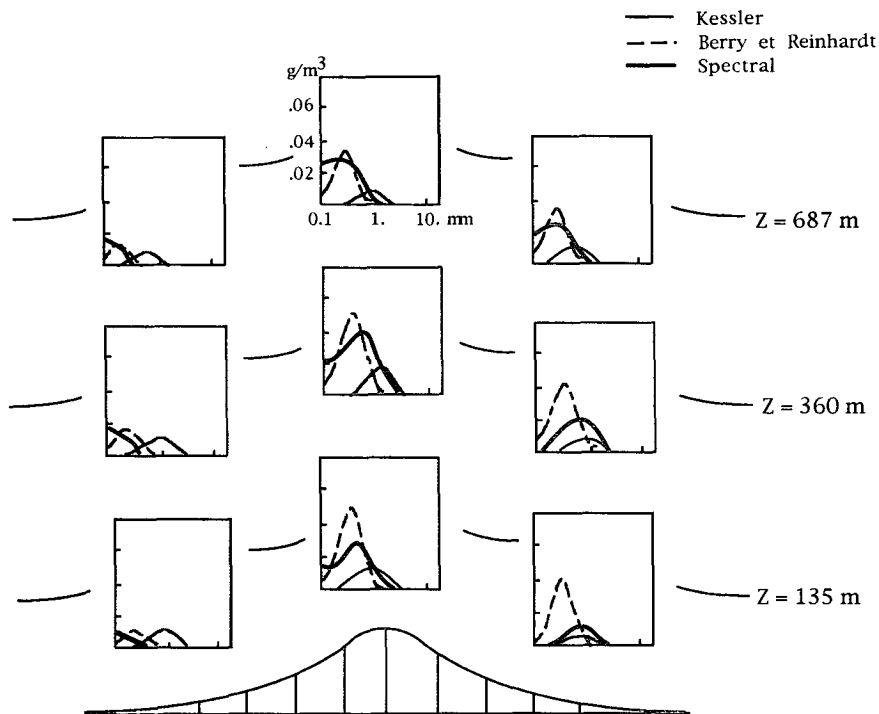 Kessler
Berry et Reinhardt
Spectral
g/m³
.06
.04
.02
0.1 1. 10. mm
Z = 687 m
Z = 360 m
Z = 135 m